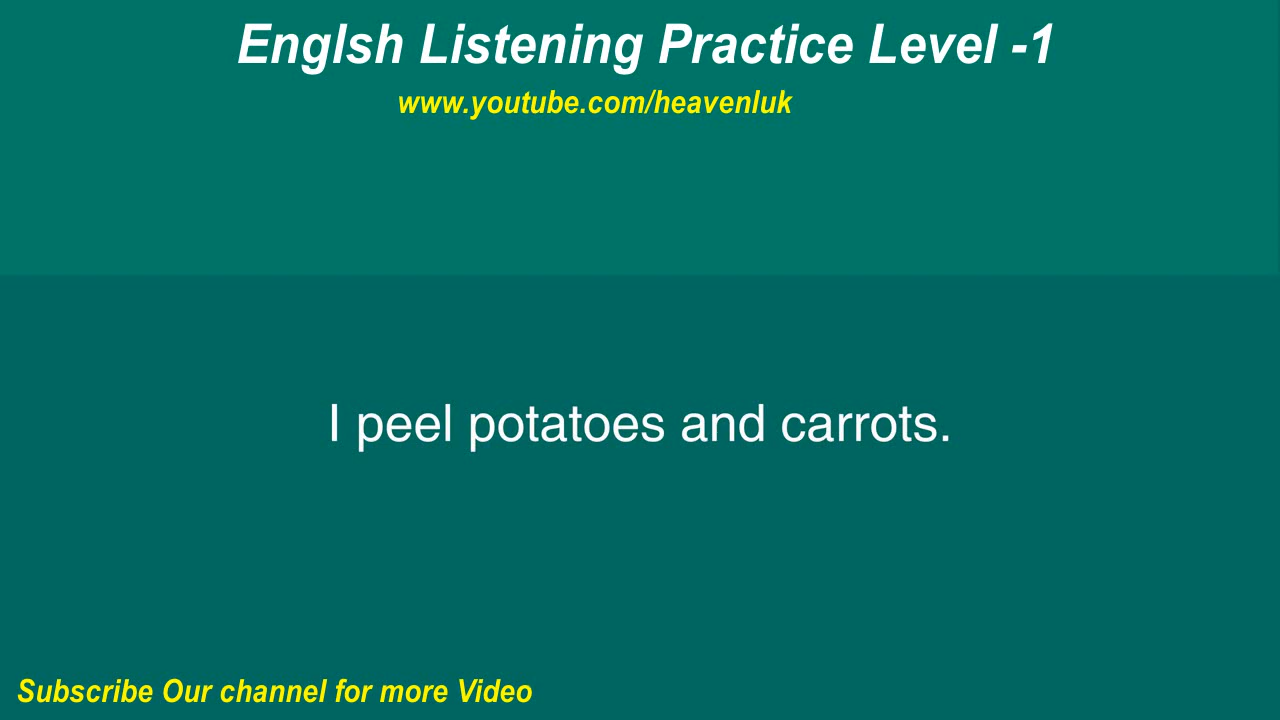 Englsh Listening Practice Level -1
www.youtube.com/heavenluk
I peel potatoes and carrots.
Subscribe Our channel for more Video